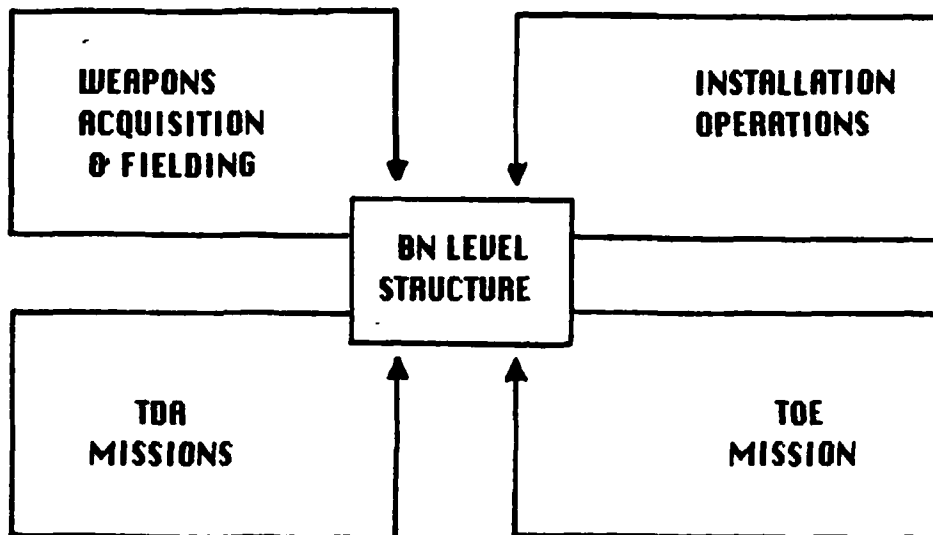 WEAPONS
ACQUISITION
& FIELDING
INSTALLATION
OPERATIONS
BN LEVEL
STRUCTURE
TDA
MISSIONS
TOE
MISSION